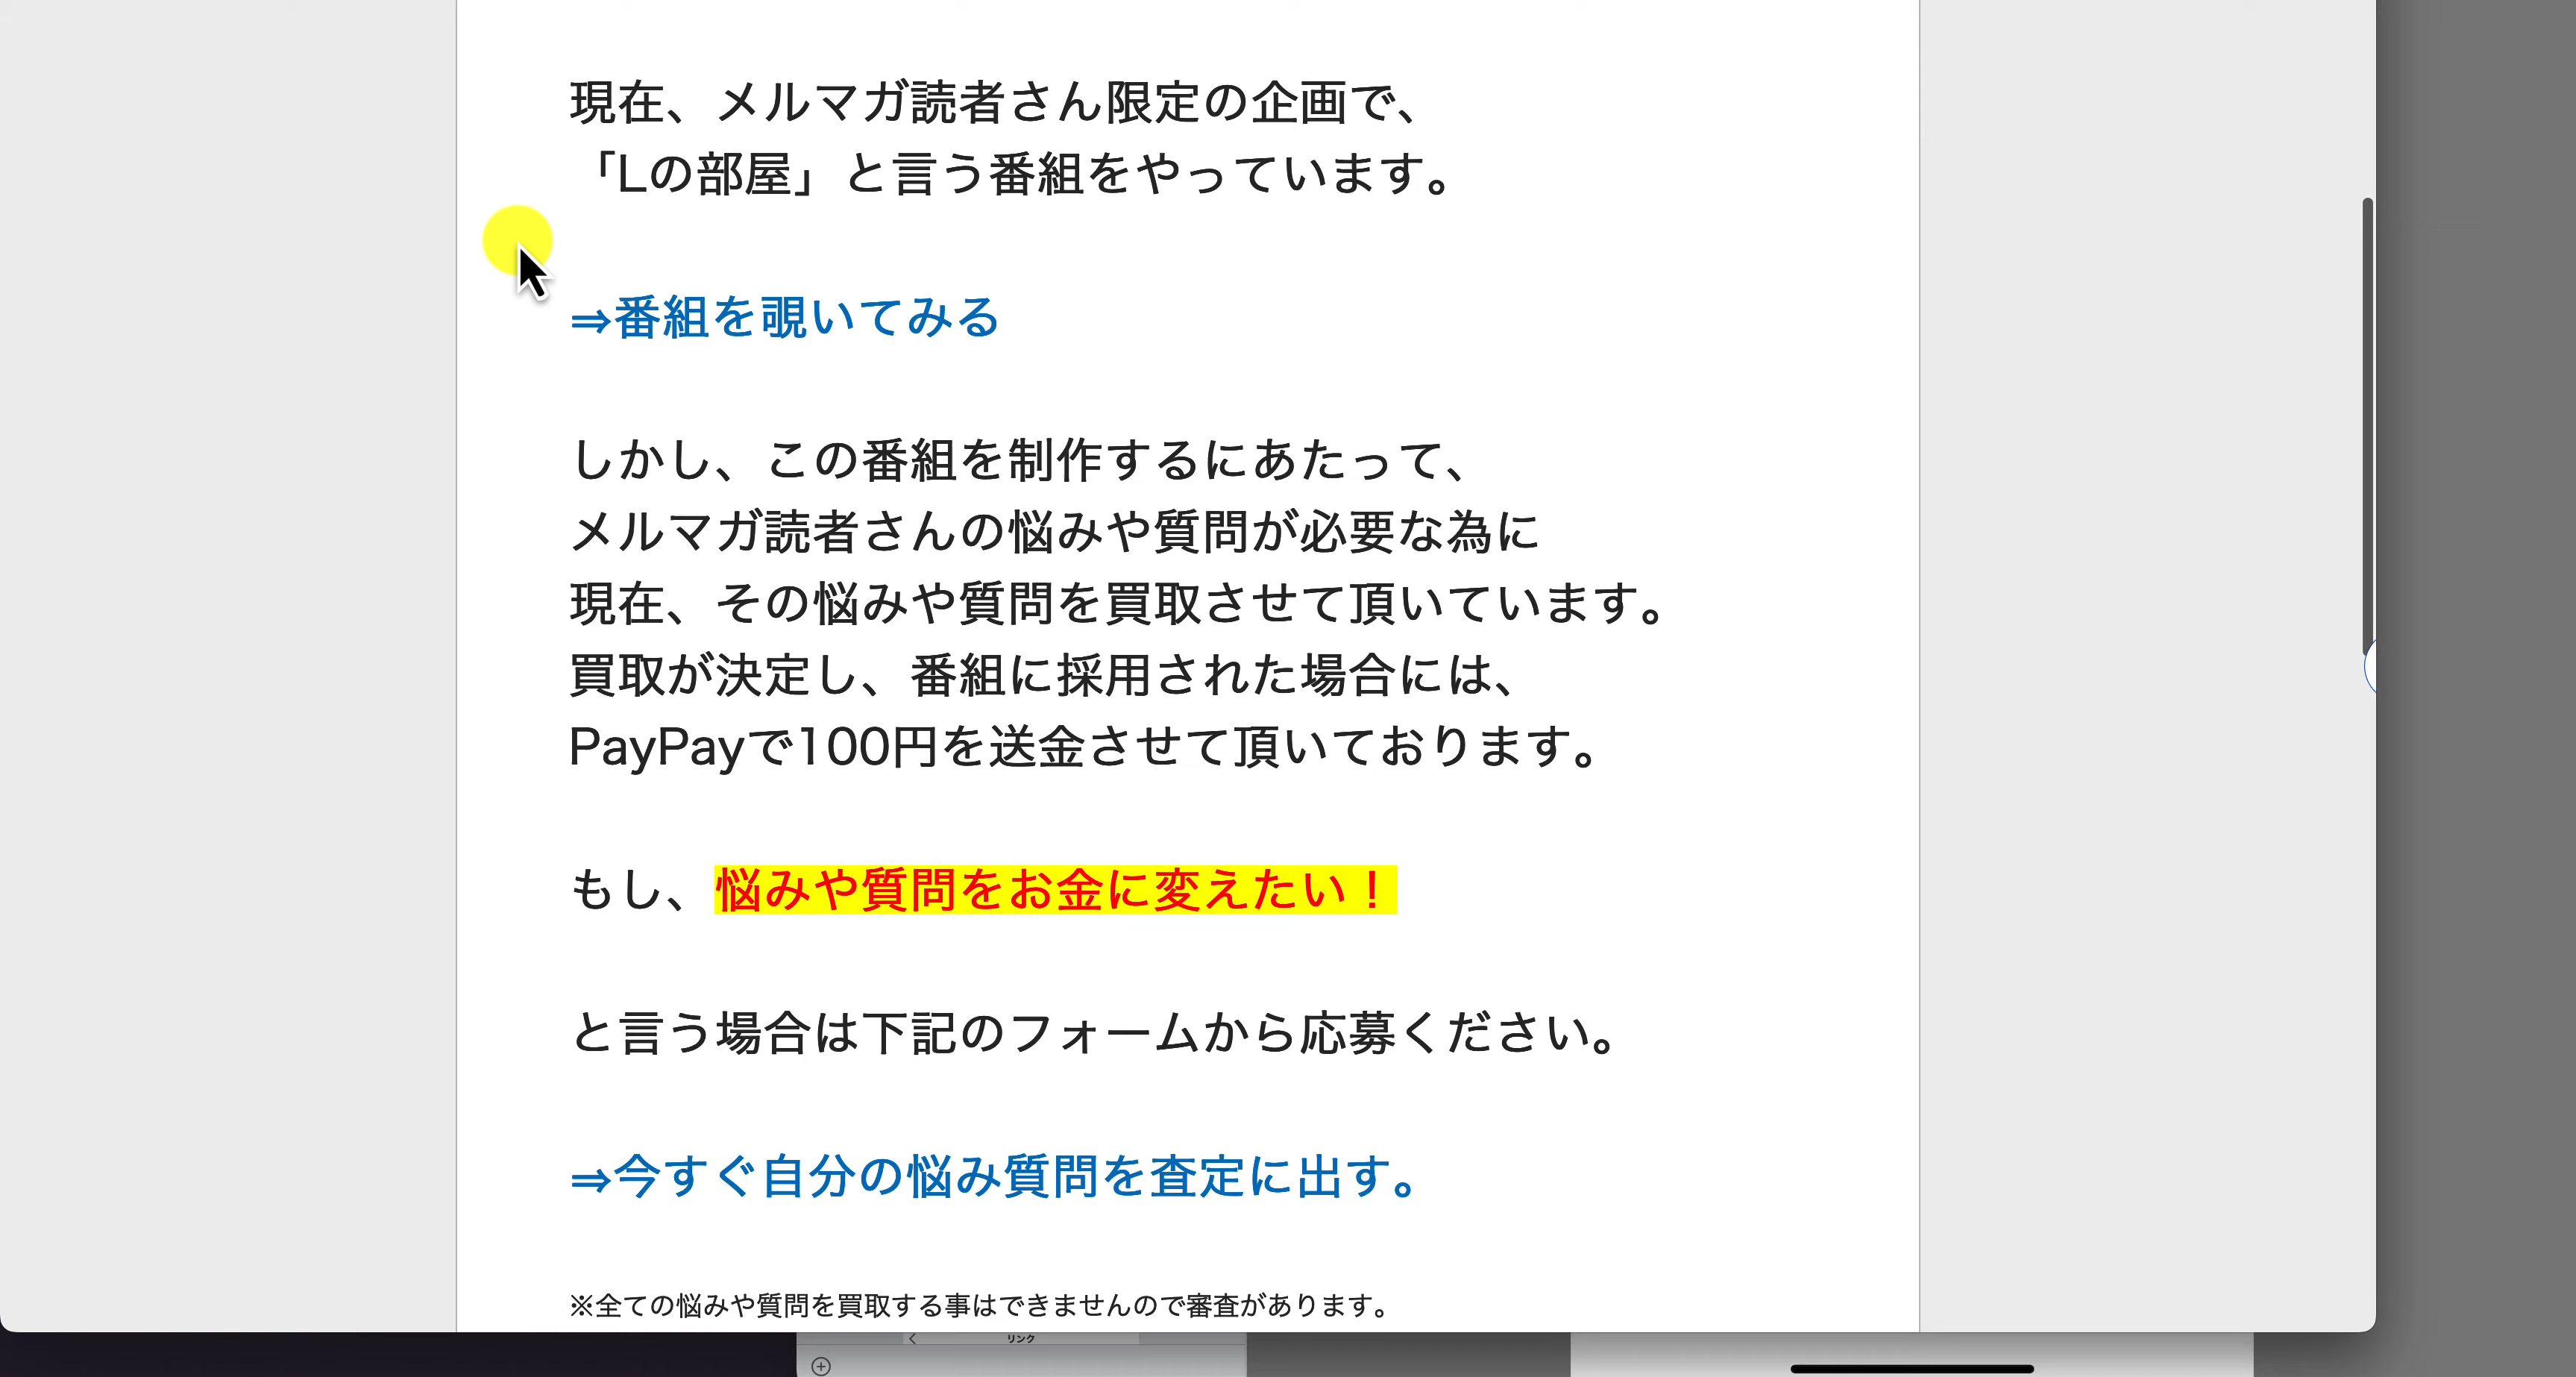 現在、メルマガ読者さん限定の企画で、
「Lの部屋」と言う番組をやっています。
⇒番組を覗いてみる
しかし、この番組を制作するにあたって、
メルマガ読者さんの悩みや質問が必要な為に
現在、その悩みや質問を買取させて頂いています。
買取が決定し、番組に採用された場合には、
PayPayで100円を送金させて頂いております。
もし、悩みや質問をお金に変えたい！
と言う場合は下記のフォームから応募ください。
⇒今すぐ自分の悩み質問を査定に出す。
※全ての悩みや質問を買取する事はできませんので審査があります。
リンク